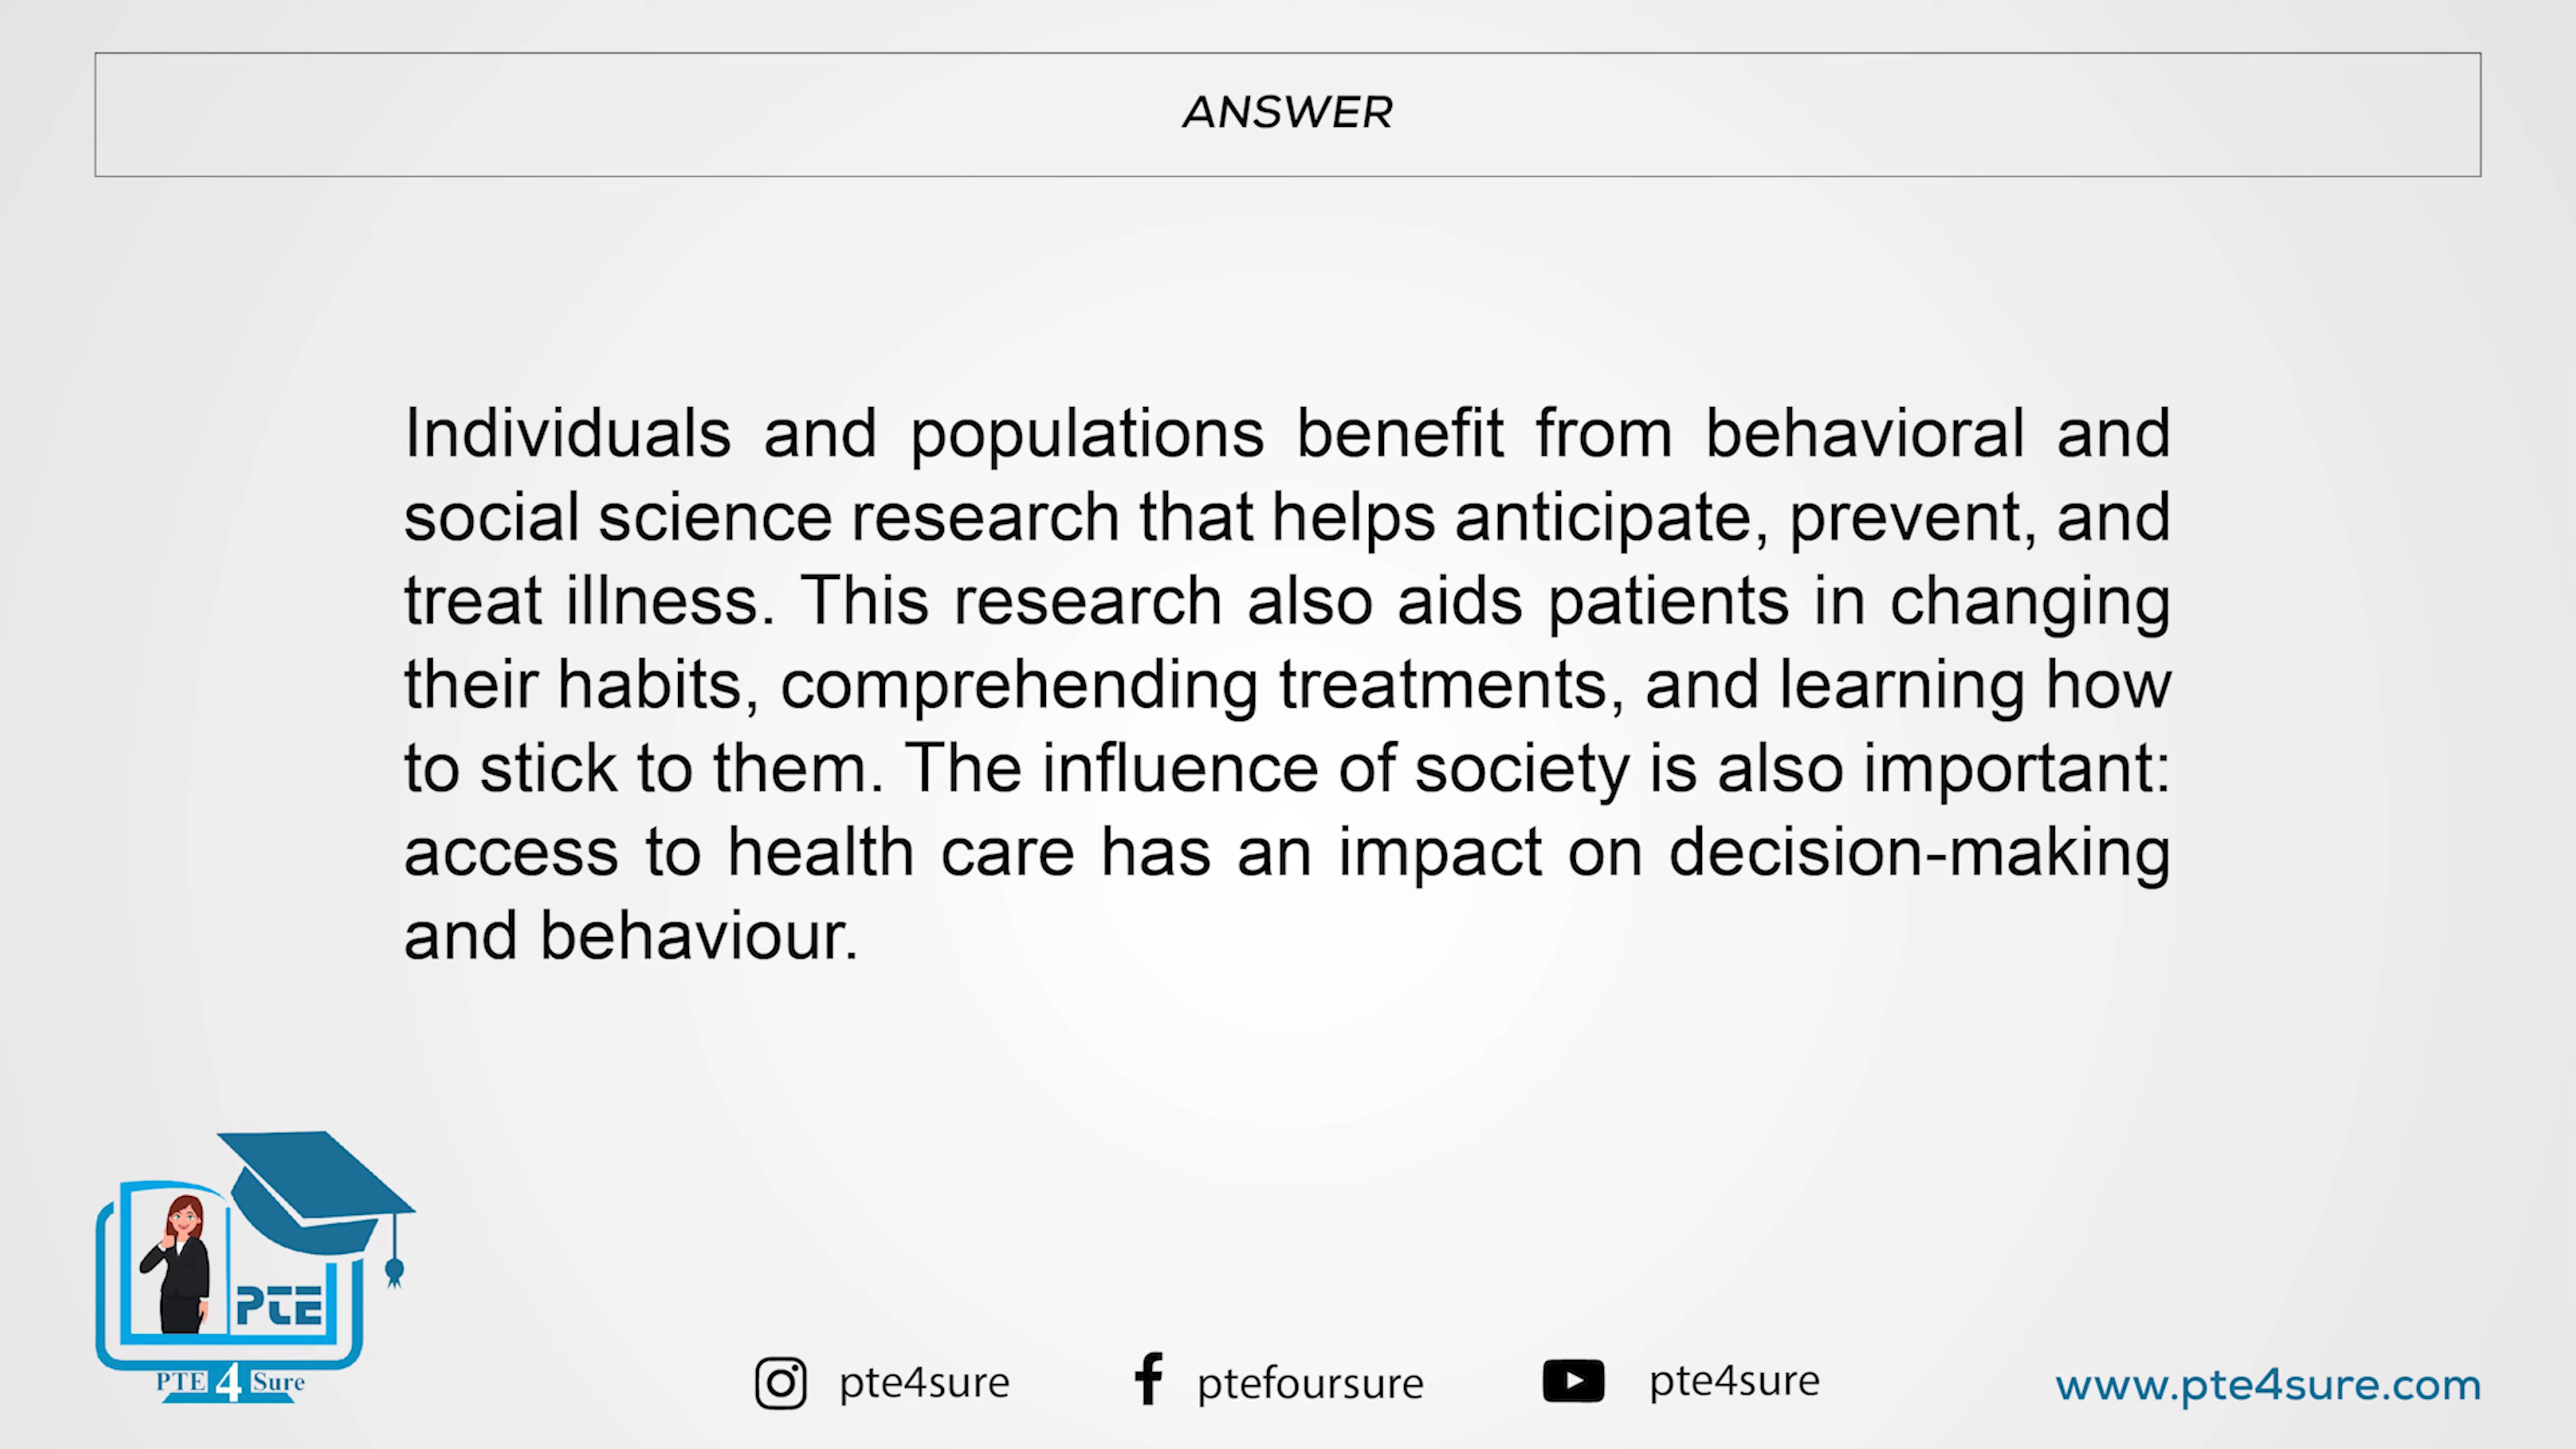 ANSWER
Individuals and populations benefit from behavioral and
social science research that helps anticipate, prevent, and
treat illness. This research also aids patients in changing
their habits, comprehending treatments, and learning how
to stick to them. The influence of society is also important:
access to health care has an impact on decision-making
and behaviour.
PTE
PTE 4 Sure
pte4sure
ptefoursure
pte4sure
www.pte4sure.com